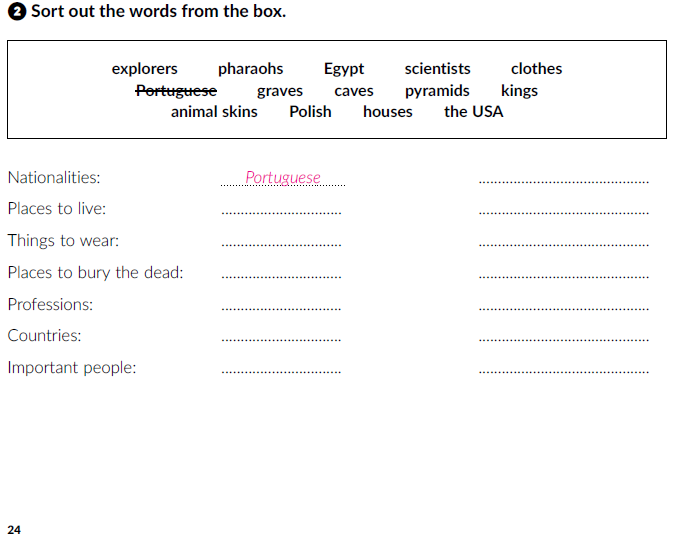 2 Sort out the words from the box.
explorers pharaohs Egypt scientists clothes
Portuguese graves caves pyramids kings
animal skins Polish houses the USA
Nationalities: Portuguese ............................................
Places to live: ............................... ............................................
Things to wear: ............................... ............................................
Places to bury the dead: ............................... ............................................
Professions: ............................... ............................................
Countries: ............................... ............................................
Important people: ............................... ............................................
24